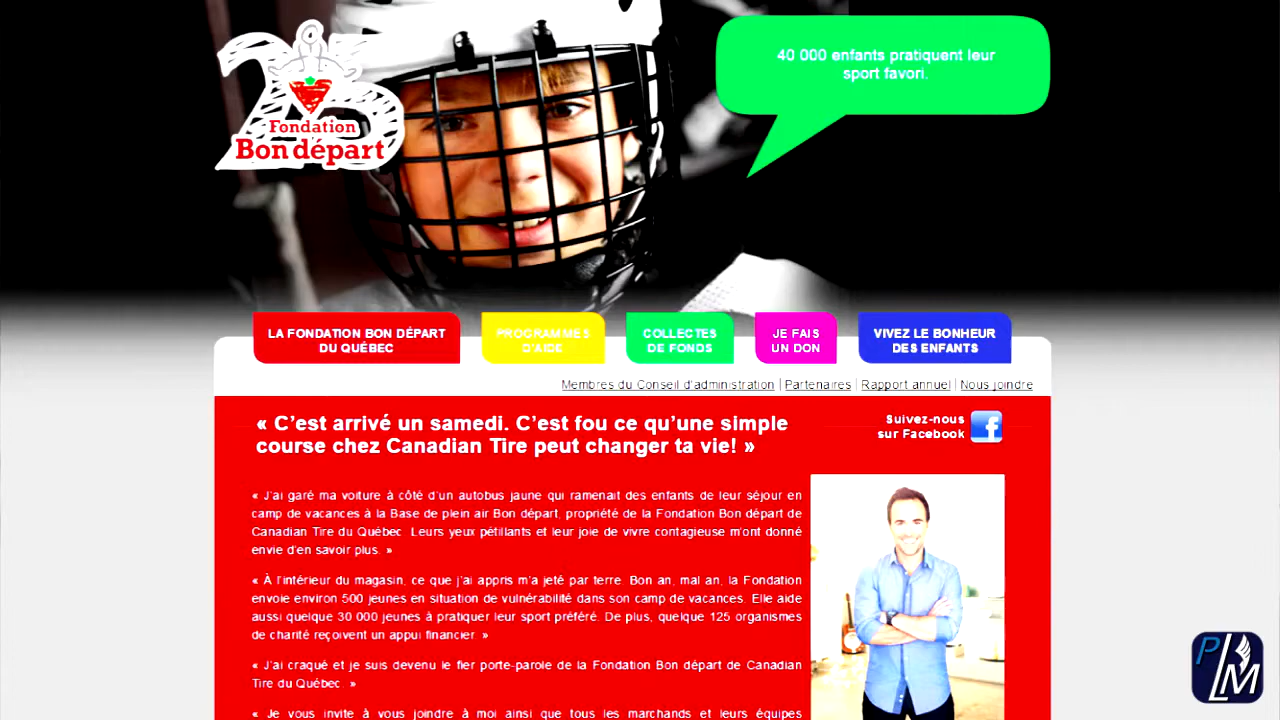 25
Fondation
Bon départ
40 000 enfants pratiquent leur
sport favori.
LA FONDATION BON DÉPART
DU QUÉBEC
PROGRAMMES
D'AIDE
COLLECTES
DE FONDS
JE FAIS
UN DON
VIVEZ LE BONHEUR
DES ENFANTS
Membres du Conseil d'administration | Partenaires | Rapport annuel | Nous joindre
« C'est arrivé un samedi. C'est fou ce qu'une simple
course chez Canadian Tire peut changer ta vie! »
Suivez-nous
sur Facebook
f
« J'ai garé ma voiture à côté d'un autobus jaune qui ramenait des enfants de leur séjour en
camp de vacances à la Base de plein air Bon départ, propriété de la Fondation Bon départ de
Canadian Tire du Québec. Leurs yeux pétillants et leur joie de vivre contagieuse m'ont donné
envie d'en savoir plus. »
« À l'intérieur du magasin, ce que j'ai appris m'a jeté par terre. Bon an, mal an, la Fondation
envoie environ 500 jeunes en situation de vulnérabilité dans son camp de vacances. Elle aide
aussi quelque 30 000 jeunes à pratiquer leur sport préféré. De plus, quelque 125 organismes
de charité reçoivent un appui financier. »
« J'ai craqué et je suis devenu le fier porte-parole de la Fondation Bon départ de Canadian
Tire du Québec. »
« Je vous invite à vous joindre à moi ainsi que tous les marchands et leurs équipes
PLM